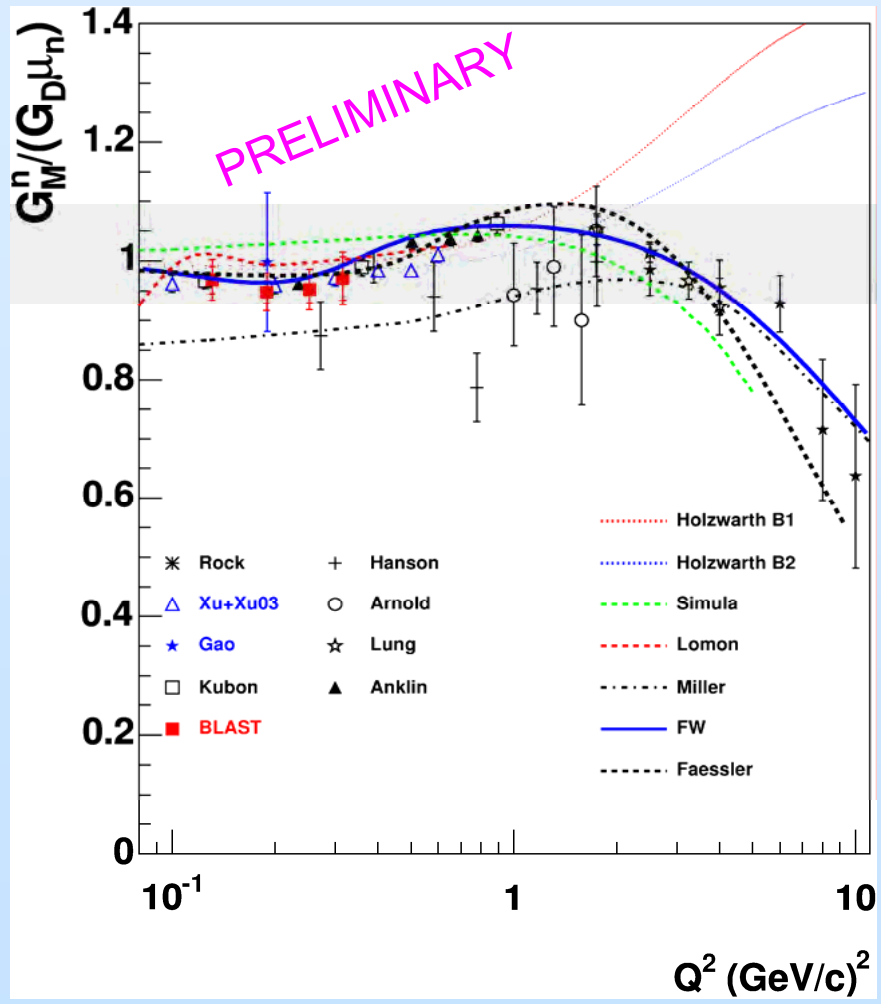 1.4
1.2
1
0.8
0.6
0.4
0.2
0
G_M^n/(G_Dμ_n)
PRELIMINARY
Rock
Xu+Xu03
Gao
Kubon
BLAST
Hanson
Arnold
Lung
Anklin
Holzwarth B1
Holzwarth B2
Simula
Lomon
Miller
FW
Faessler
10^-1
1
10
Q^2 (GeV/c)^2